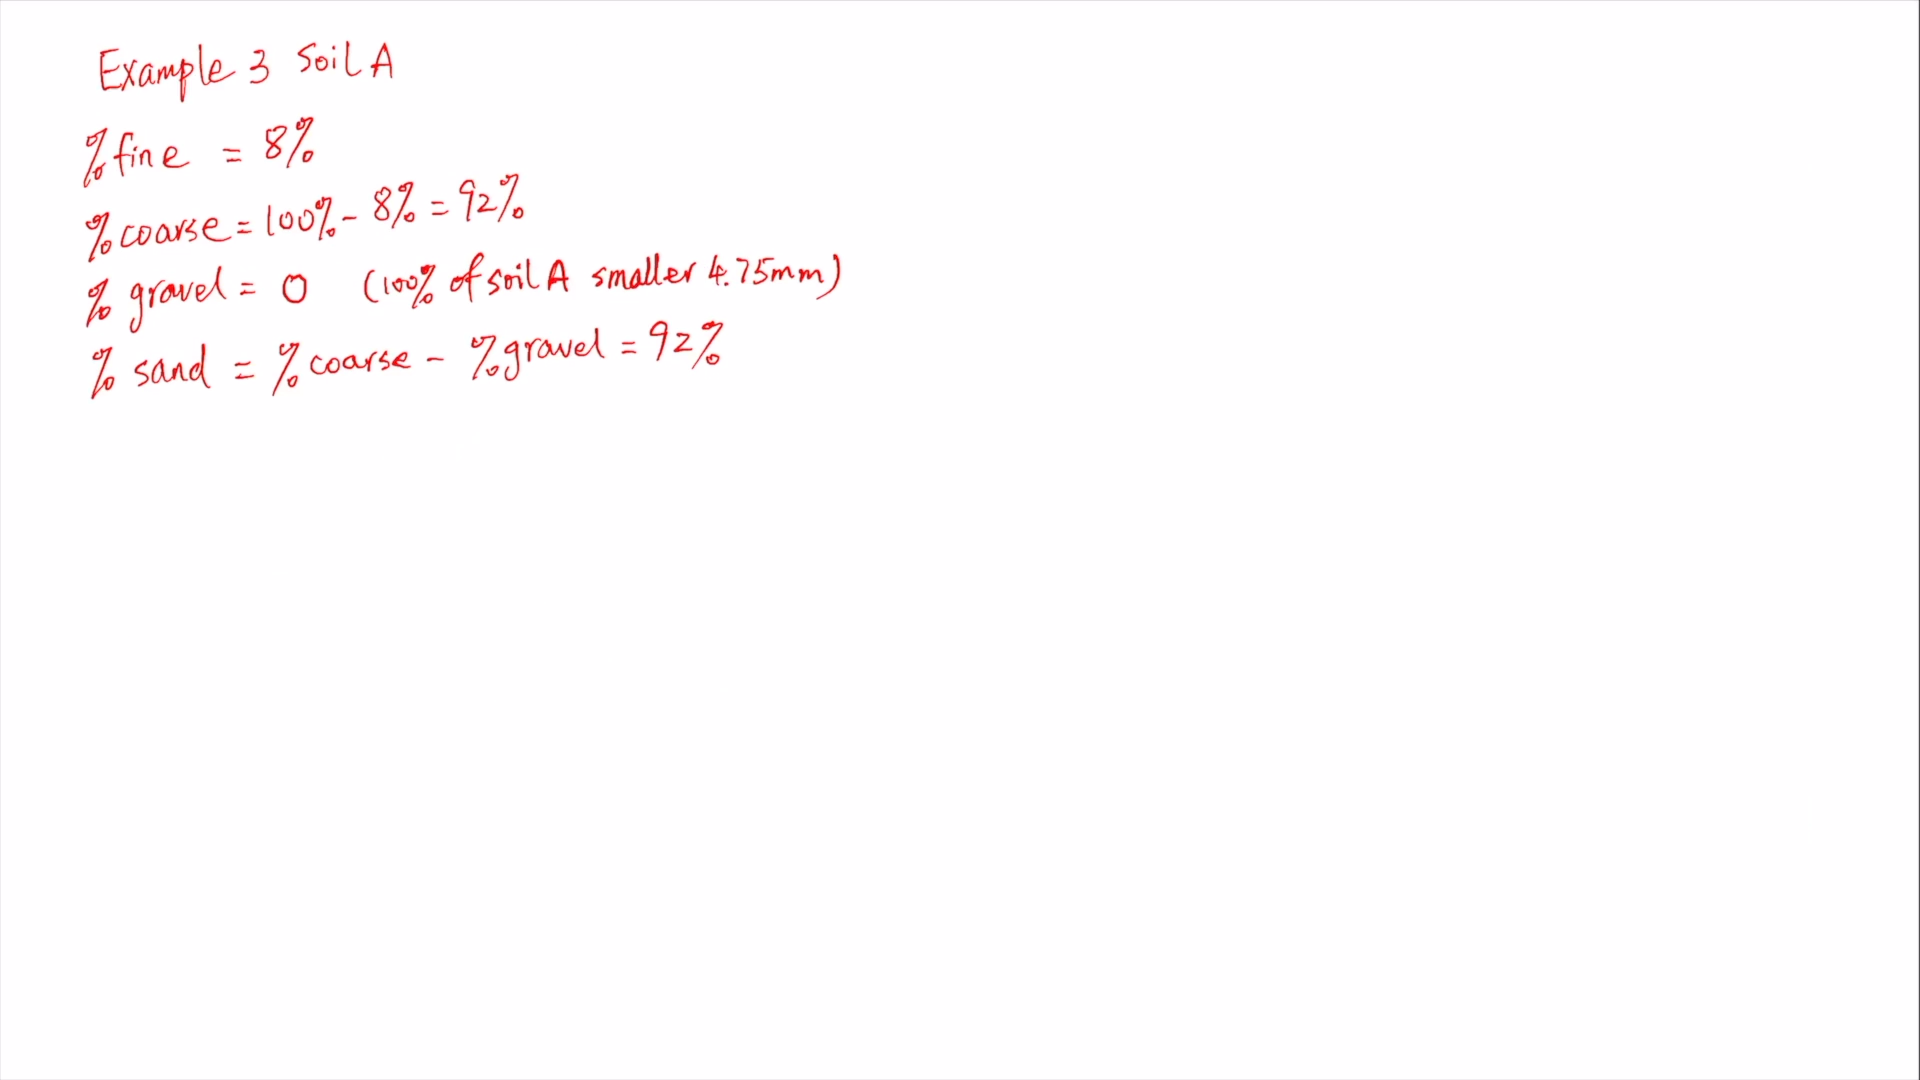 Example 3 Soil A
% fine = 8%
% coarse = 100% - 8% = 92%
% gravel = 0 (100% of soil A smaller 4.75mm)
% sand = % coarse - % gravel = 92%